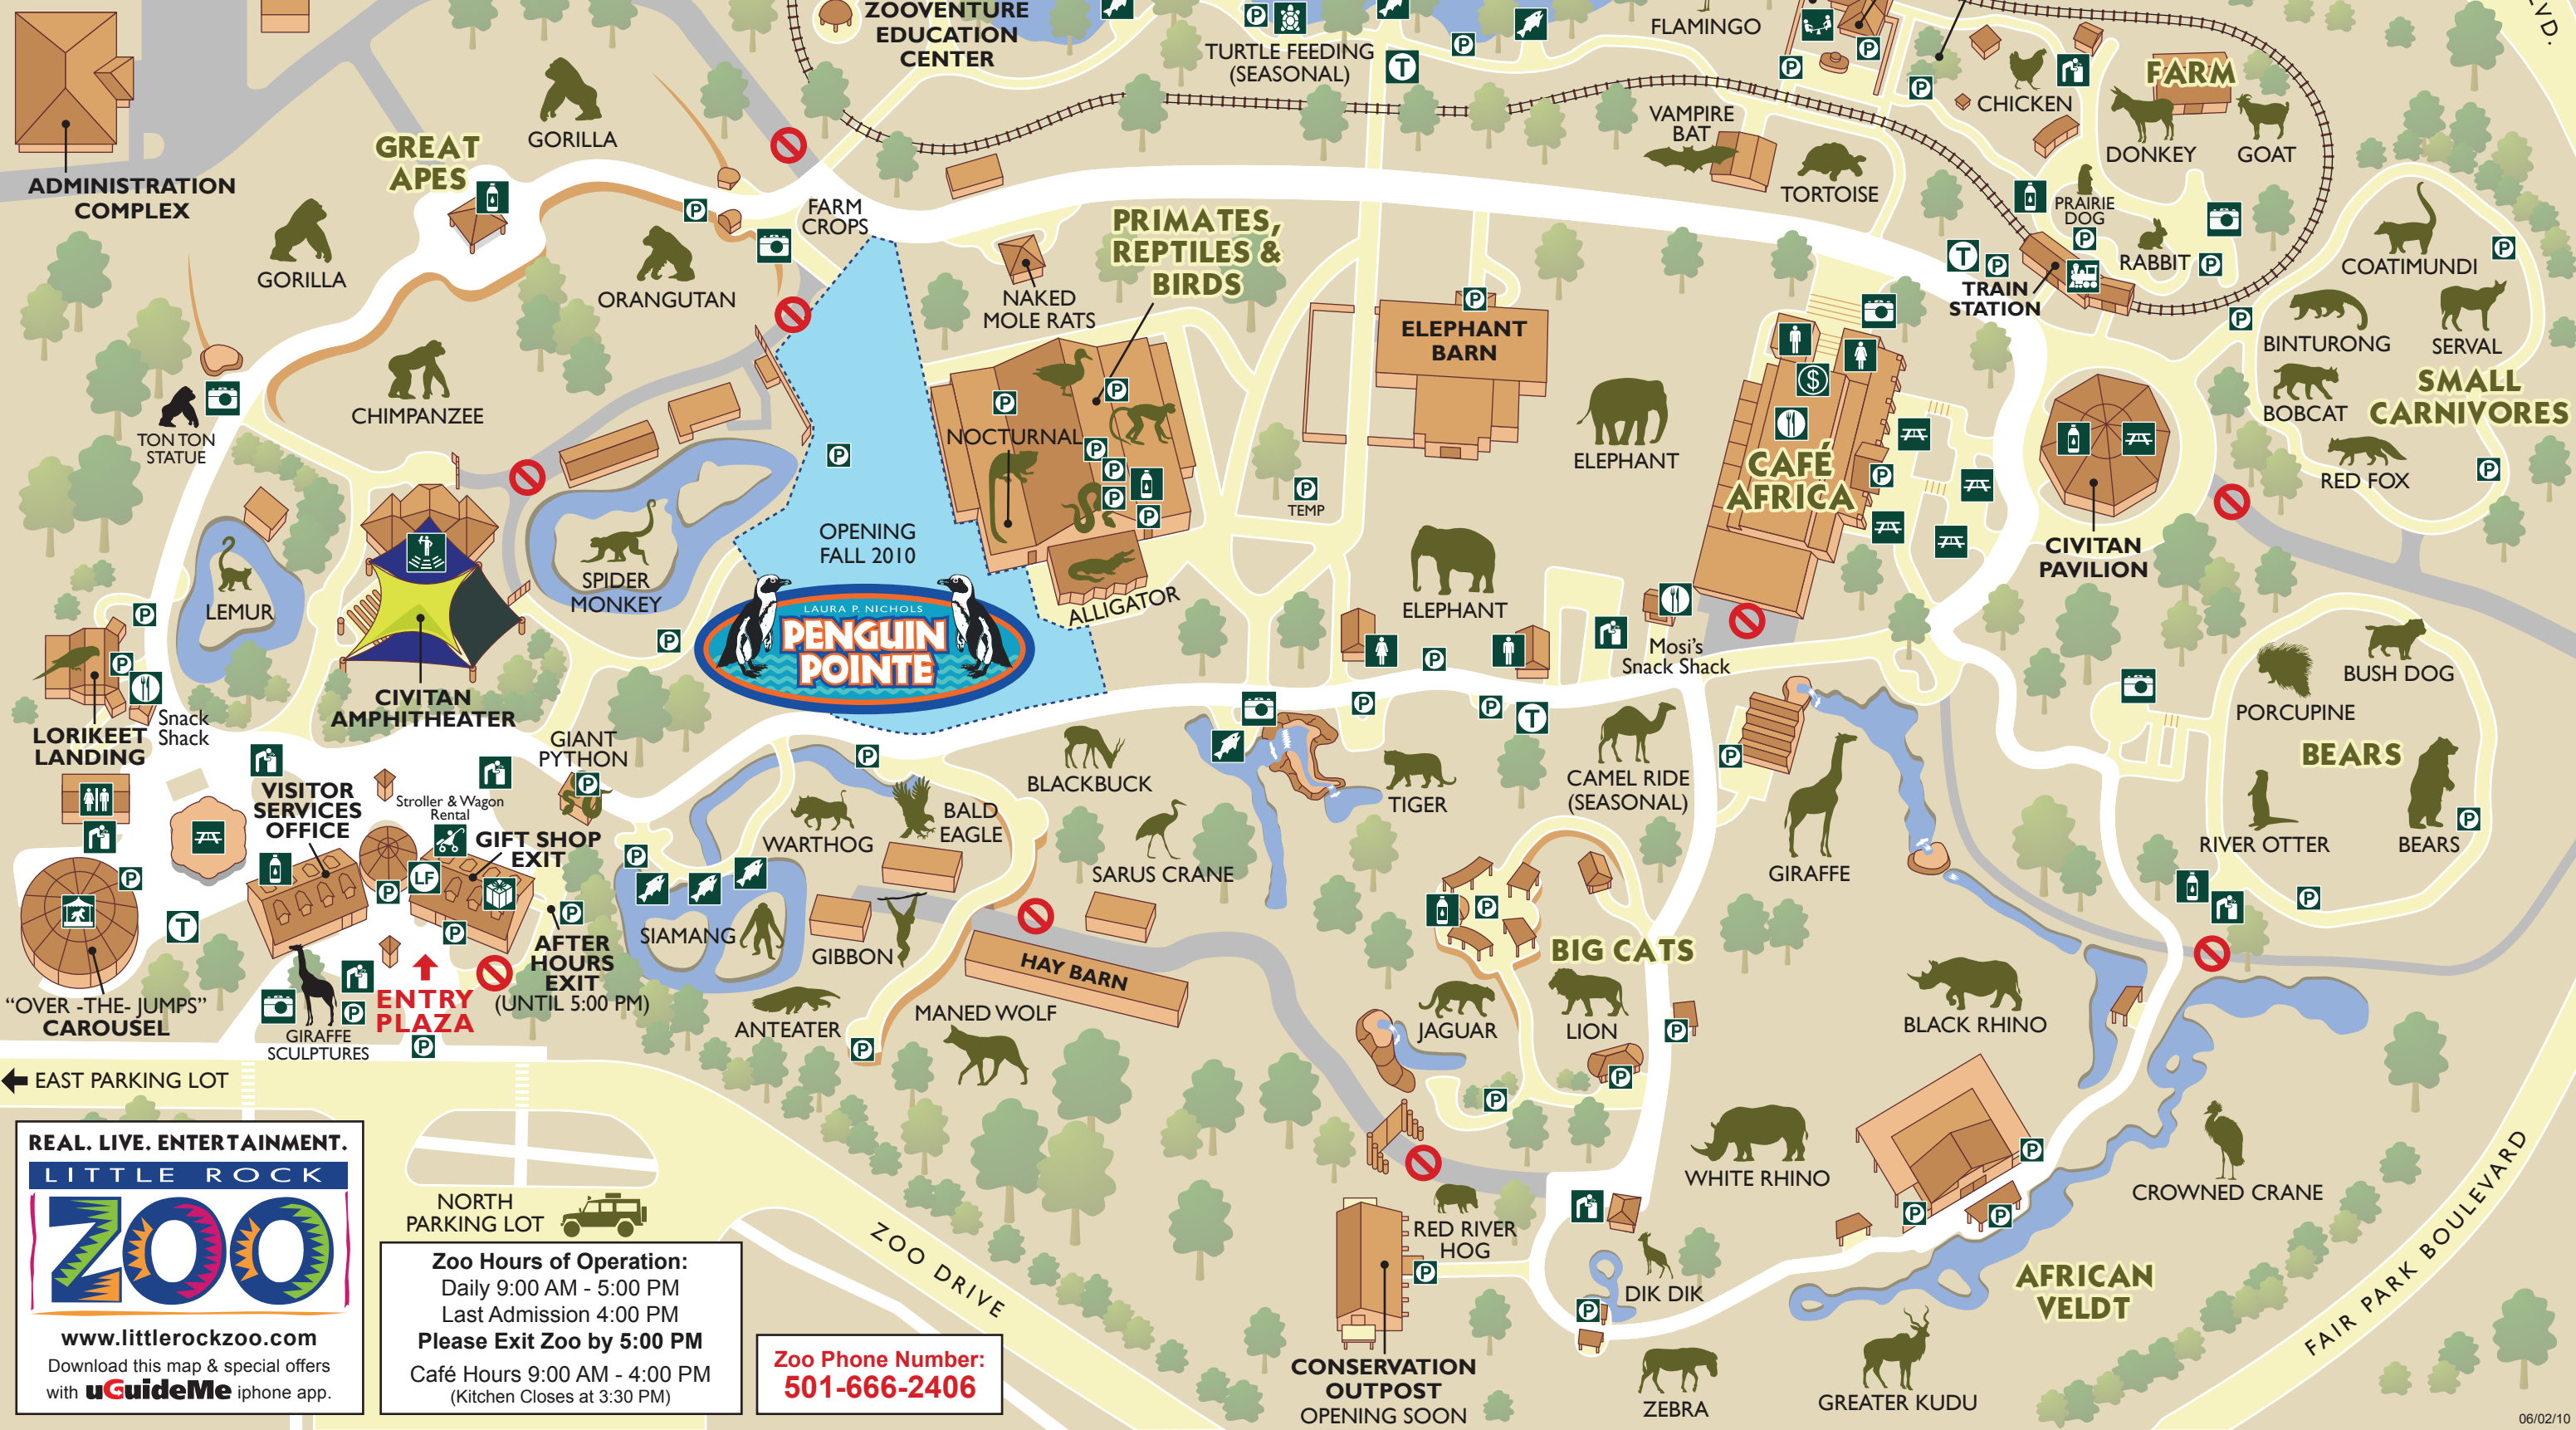 ZOOVENTURE
EDUCATION
CENTER
TURTLE FEEDING
(SEASONAL)
FLAMINGO
FARM
CHICKEN
DONKEY
GOAT
VAMPIRE
BAT
TORTOISE
PRAIRIE
DOG
RABBIT
TRAIN
STATION
ADMINISTRATION
COMPLEX
GREAT
APES
GORILLA
GORILLA
ORANGUTAN
FARM
CROPS
CHIMPANZEE
TON TON
STATUE
NAKED
MOLE RATS
PRIMATES,
REPTILES &
BIRDS
NOCTURNAL
ALLIGATOR
ELEPHANT
BARN
ELEPHANT
TEMP
ELEPHANT
CAFÉ
AFRICA
Mosi's
Snack Shack
COATIMUNDI
BINTURONG
SERVAL
SMALL
CARNIVORES
BOBCAT
RED FOX
CIVITAN
PAVILION
LEMUR
SPIDER
MONKEY
OPENING
FALL 2010
LAURA P. NICHOLS
PENGUIN
POINTE
CIVITAN
AMPHITHEATER
LORIKEET
LANDING
Snack
Shack
GIANT
PYTHON
VISITOR
SERVICES
OFFICE
Stroller & Wagon
Rental
GIFT SHOP
EXIT
LF
AFTER
HOURS
EXIT
(UNTIL 5:00 PM)
ENTRY
PLAZA
GIRAFFE
SCULPTURES
"OVER -THE- JUMPS"
CAROUSEL
WARTHOG
BALD
EAGLE
BLACKBUCK
SARUS CRANE
SIAMANG
GIBBON
ANTEATER
MANED WOLF
HAY BARN
TIGER
CAMEL RIDE
(SEASONAL)
GIRAFFE
BIG CATS
JAGUAR
LION
BUSH DOG
PORCUPINE
BEARS
RIVER OTTER
BEARS
BLACK RHINO
WHITE RHINO
CROWNED CRANE
RED RIVER
HOG
DIK DIK
AFRICAN
VELDT
ZEBRA
GREATER KUDU
CONSERVATION
OUTPOST
OPENING SOON
EAST PARKING LOT
NORTH
PARKING LOT
ZOO DRIVE
FAIR PARK BOULEVARD
VD.
REAL. LIVE. ENTERTAINMENT.
LITTLE ROCK
ZOO
www.littlerockzoo.com
Download this map & special offers
with uGuideMe iphone app.
Zoo Hours of Operation:
Daily 9:00 AM - 5:00 PM
Last Admission 4:00 PM
Please Exit Zoo by 5:00 PM
Café Hours 9:00 AM - 4:00 PM
(Kitchen Closes at 3:30 PM)
Zoo Phone Number:
501-666-2406
06/02/10